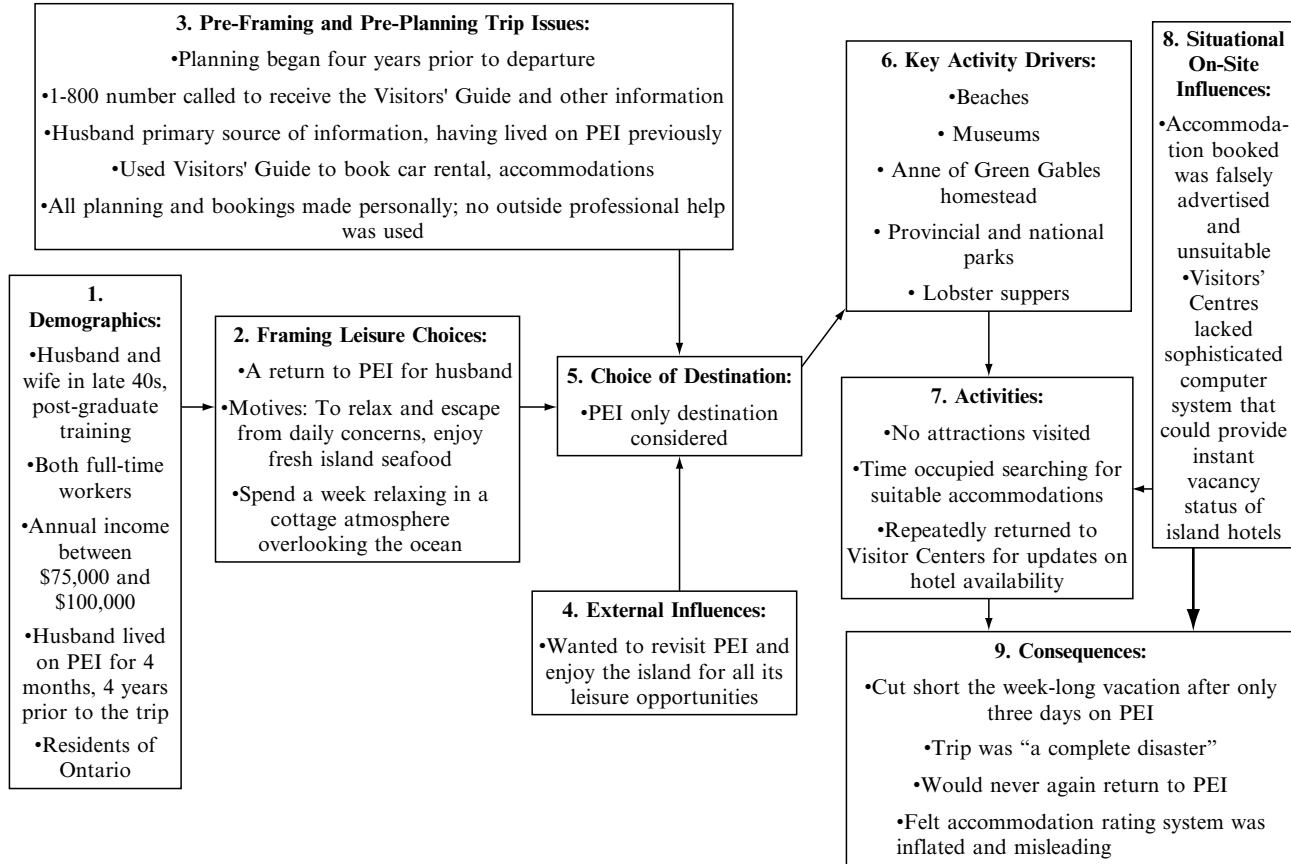 3. Pre-Framing and Pre-Planning Trip Issues:
•Planning began four years prior to departure
•1-800 number called to receive the Visitors' Guide and other information
•Husband primary source of information, having lived on PEI previously
•Used Visitors' Guide to book car rental, accommodations
•All planning and bookings made personally; no outside professional help
was used
1.
Demographics:
•Husband and
wife in late 40s,
post-graduate
training
•Both full-time
workers
•Annual income
between
$75,000 and
$100,000
•Husband lived
on PEI for 4
months, 4 years
prior to the trip
•Residents of
Ontario
2. Framing Leisure Choices:
•A return to PEI for husband
•Motives: To relax and escape
from daily concerns, enjoy
fresh island seafood
•Spend a week relaxing in a
cottage atmosphere
overlooking the ocean
5. Choice of Destination:
•PEI only destination
considered
4. External Influences:
•Wanted to revisit PEI and
enjoy the island for all its
leisure opportunities
6. Key Activity Drivers:
•Beaches
•Museums
• Anne of Green Gables
homestead
• Provincial and national
parks
• Lobster suppers
7. Activities:
•No attractions visited
•Time occupied searching for
suitable accommodations
•Repeatedly returned to
Visitor Centers for updates on
hotel availability
8. Situational
On-Site
Influences:
•Accommoda-
tion booked
was falsely
advertised
and
unsuitable
•Visitors’
Centres
lacked
sophisticated
computer
system that
could provide
instant
vacancy
status of
island hotels
9. Consequences:
•Cut short the week-long vacation after only
three days on PEI
•Trip was “a complete disaster”
•Would never again return to PEI
•Felt accommodation rating system was
inflated and misleading